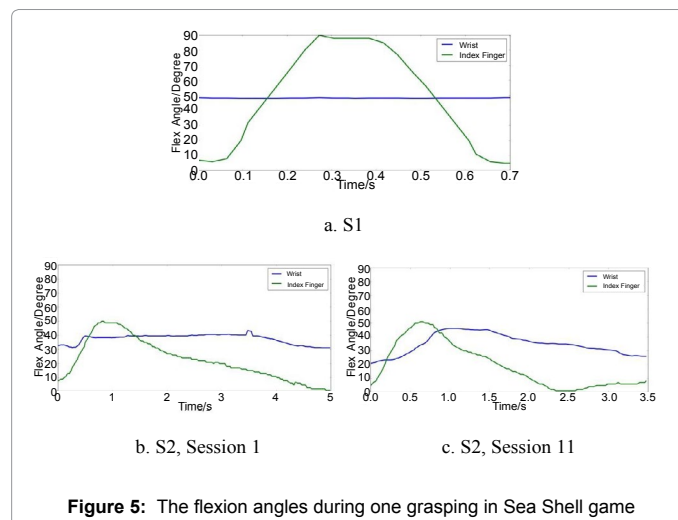 90
80
70
60
50
40
30
20
10
0
Flex Angle/Degree
Wrist
Index Finger
0.0 0.1 0.2 0.3 0.4 0.5 0.6 0.7
Time/s
a. S1
90
80
70
60
50
40
30
20
10
0
Flex Angle/Degree
Wrist
Index Finger
0 1 2 3 4 5
Time/s
b. S2, Session 1
90
80
70
60
50
40
30
20
10
0
Flex Angle/Degree
Wrist
Index Finger
0.0 0.5 1.0 1.5 2.0 2.5 3.0 3.5
Time/s
c. S2, Session 11
Figure 5: The flexion angles during one grasping in Sea Shell game